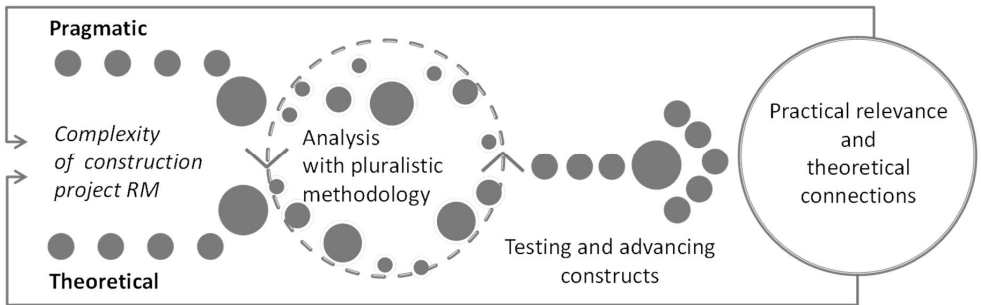 Pragmatic
Complexity
of construction
project RM
Theoretical
Analysis
with pluralistic
methodology
Testing and advancing
constructs
Practical relevance
and
theoretical
connections